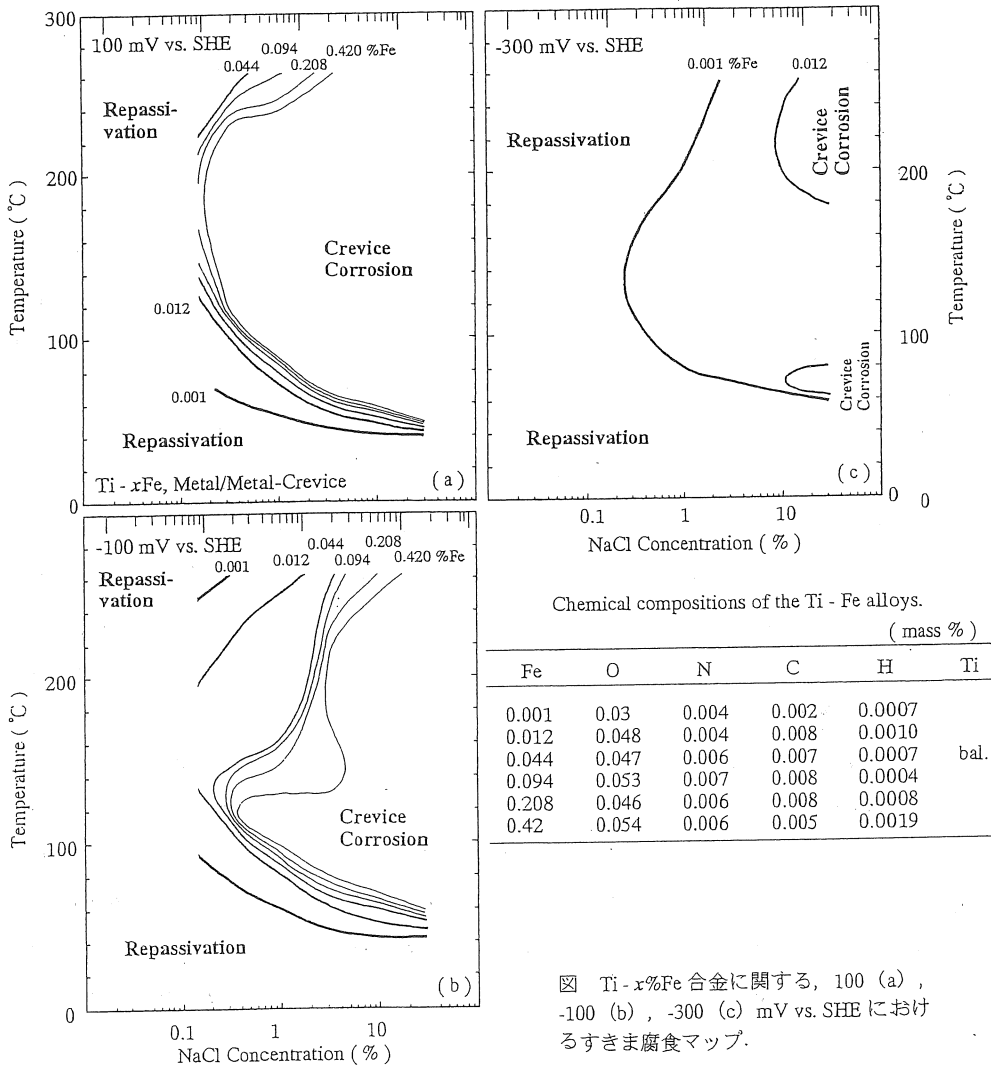 300
200
100
0
Temperature ( °C )
100 mV vs. SHE
0.044
0.094
0.208
0.420 %Fe
Repassi-
vation
Crevice
Corrosion
0.012
0.001
Repassivation
Ti - xFe, Metal/Metal-Crevice
(a)
-300 mV vs. SHE
0.001 %Fe
0.012
Repassivation
Crevice
Corrosion
Crevice
Corrosion
Repassivation
(c)
200
100
0
0
Temperature ( °C )
0.1
1
10
NaCl Concentration ( % )
-100 mV vs. SHE
0.001
0.012
0.044
0.094
0.208
0.420 %Fe
Repassi-
vation
Crevice
Corrosion
Repassivation
(b)
200
100
0
Temperature ( °C )
0.1
1
10
NaCl Concentration ( % )
Chemical compositions of the Ti - Fe alloys.
( mass % )
Fe O N C H Ti
0.001 0.03 0.004 0.002 0.0007
0.012 0.048 0.004 0.008 0.0010
0.044 0.047 0.006 0.007 0.0007 bal.
0.094 0.053 0.007 0.008 0.0004
0.208 0.046 0.006 0.008 0.0008
0.42 0.054 0.006 0.005 0.0019
図 Ti - x%Fe 合金に関する, 100 (a) ,
-100 (b) , -300 (c) mV vs. SHE におけ
るすきま腐食マップ.